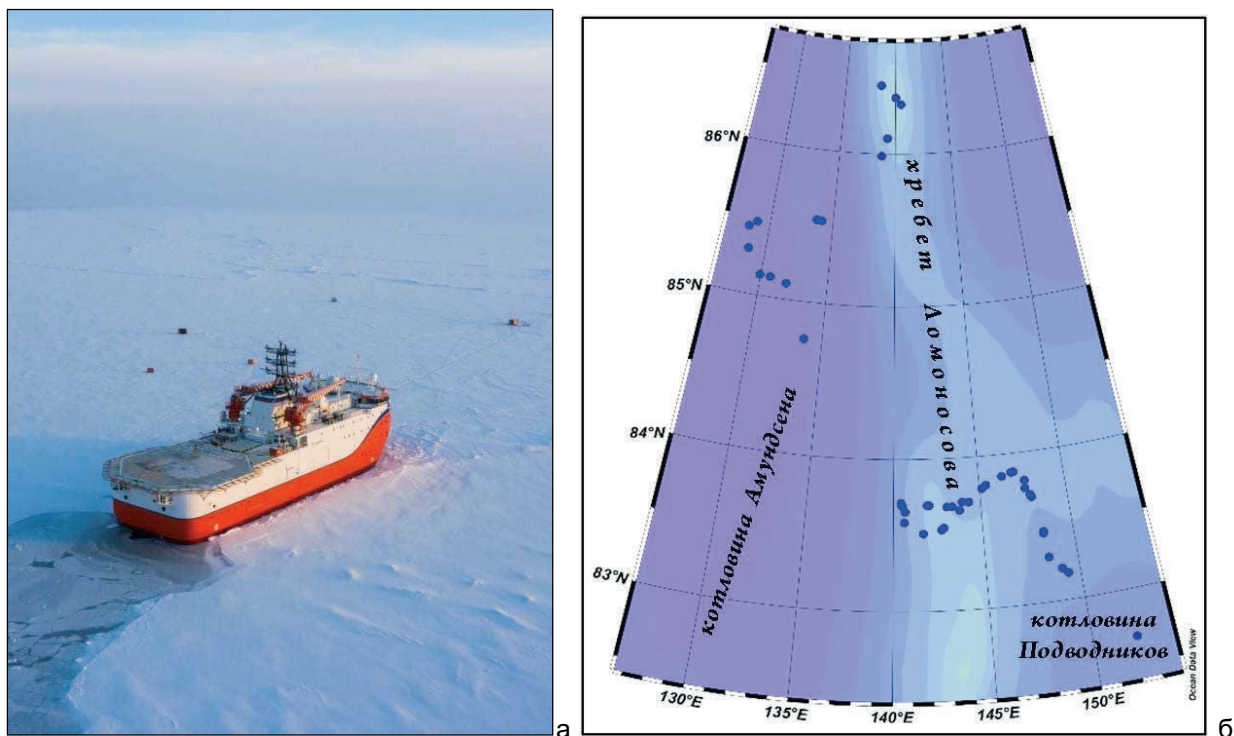 86°N
85°N
84°N
83°N
130°E
135°E
140°E
145°E
150°E
хребет Ломоносова
котловина Амундсена
котловина
Подводников
Ocean Data View
а
б